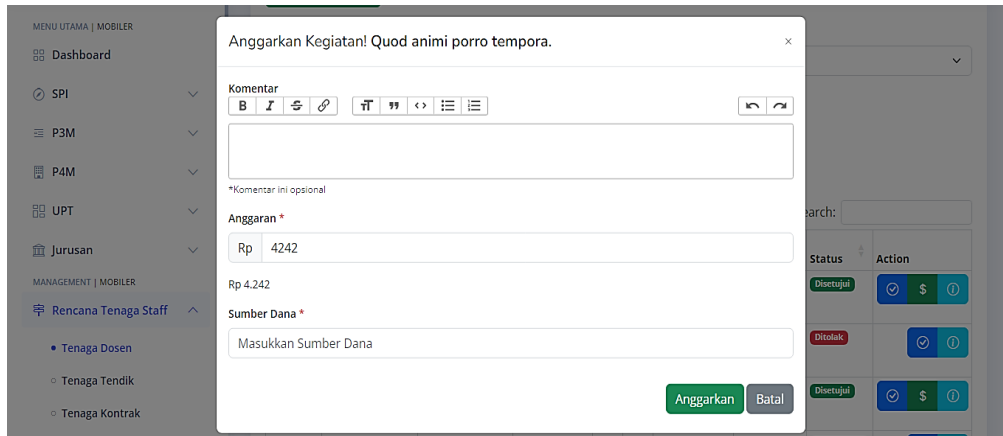 MENU UTAMA | MOBILER
Dashboard
SPI
P3M
P4M
UPT
Jurusan
MANAGEMENT | MOBILER
Rencana Tenaga Staff
Tenaga Dosen
Tenaga Tendik
Tenaga Kontrak
Anggarkan Kegiatan! Quod animi porro tempora.
×
Komentar
*Komentar ini opsional
Anggaran *
Rp 4242
Rp 4.242
Sumber Dana *
Masukkan Sumber Dana
Anggarkan Batal
earch:
Status Action
Disetujui $
Ditolak
Disetujui $